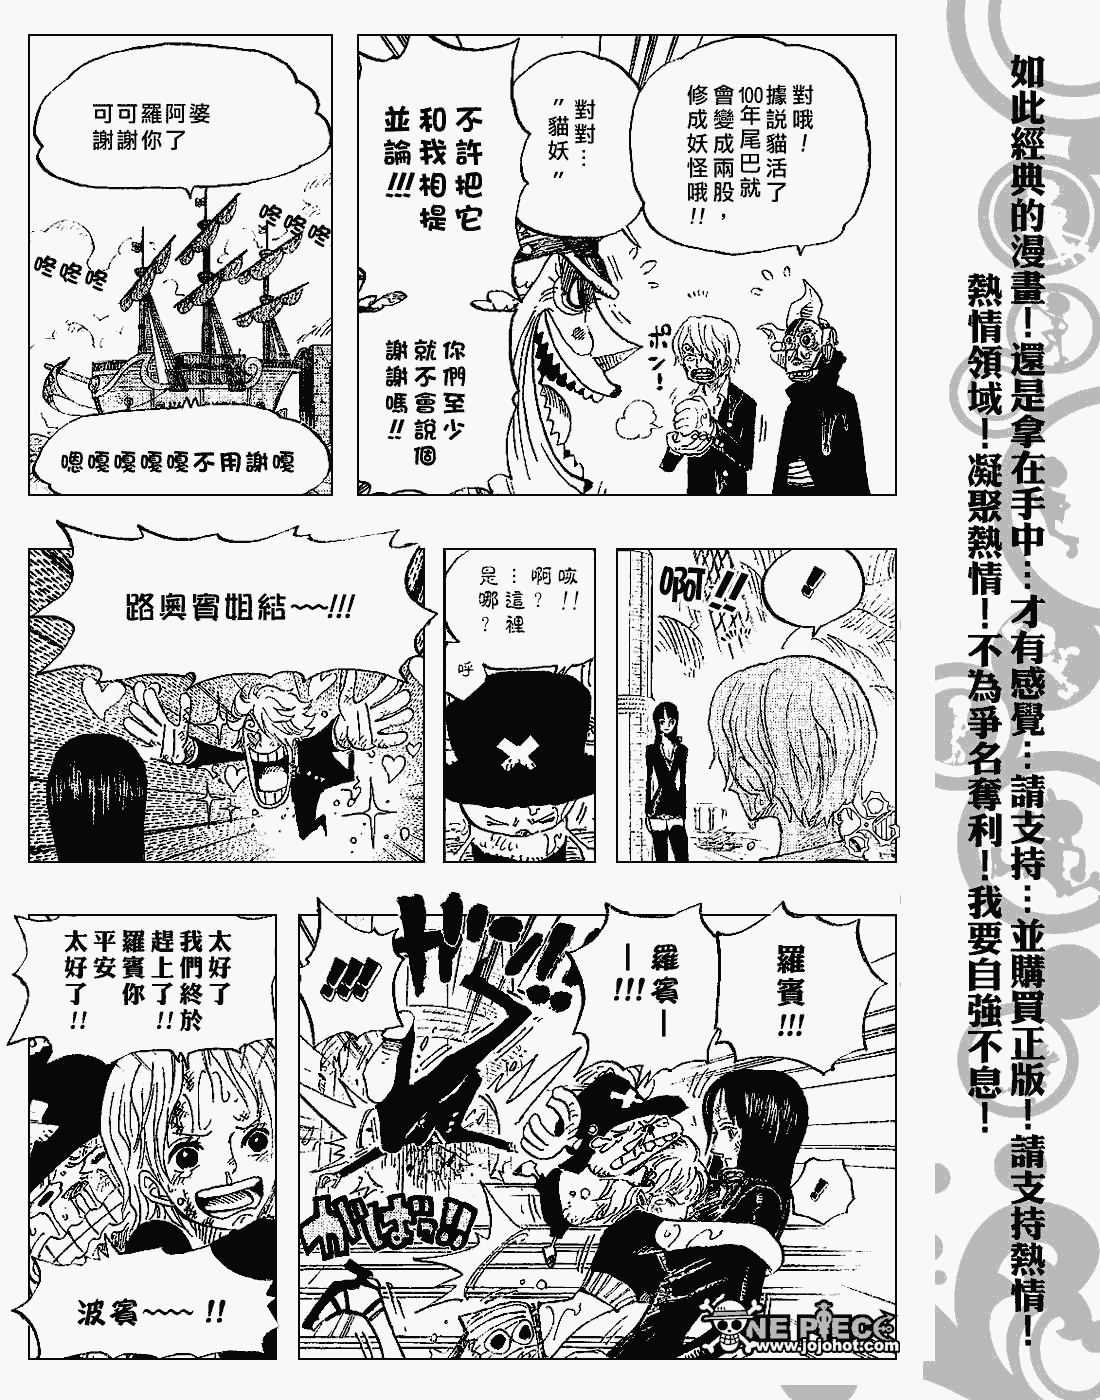 如此經典的漫畫！還是拿在手中…才有感覺…請支持…並購買正版！請支持熱情！
熱情領域！凝聚熱情！不為爭名奪利！我要自強不息！
對哦！
據說貓活了
100年尾巴就
會變成兩股，
修成妖怪哦!!
對對…
"貓妖"
不許把它
和我相提
並論!!!
你們至少
就不會說個
謝謝嗎!!
ポン!
可可羅阿婆
謝謝你了
咚咚咚
咚咚咚
嗯嘎嘎嘎嘎不用謝嘎
!
啊!!
咳!!
啊?
…這裡
是哪?
呼
路奧賓姐結~~!!!
羅賓!!!
羅賓—
—!!!
!!!!
!
太好了
我們終於
趕上了!!
羅賓你
平安
太好了!!
波賓~~~!!
ONE PIECE
www.jojohot.com